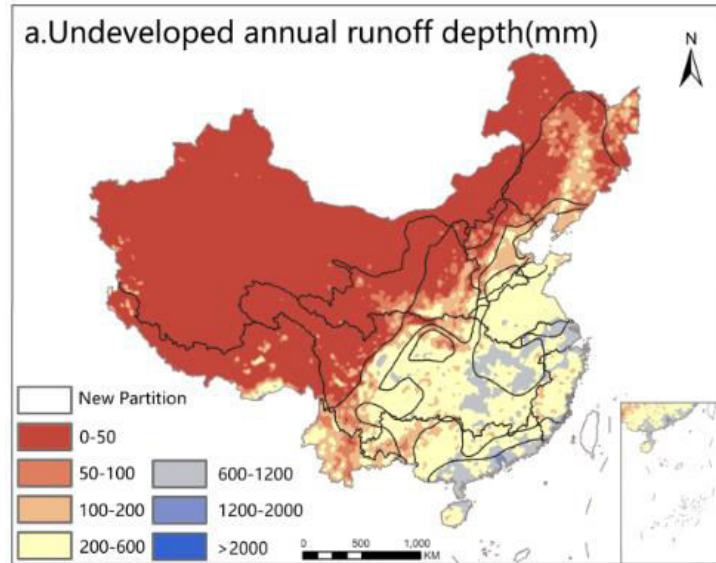 a.Undeveloped annual runoff depth(mm)
N
New Partition
0-50
50-100
100-200
200-600
600-1200
1200-2000
>2000
0 500 1,000
KM